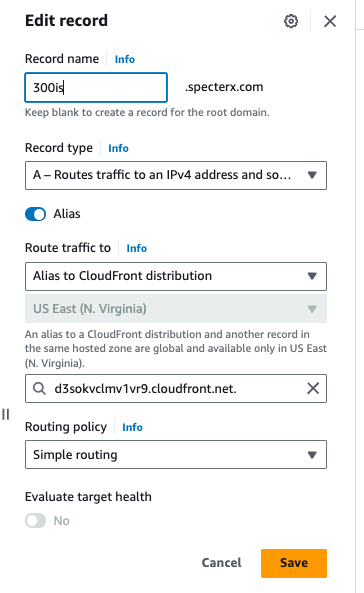 Edit record
Record name Info
300is .specterx.com
Keep blank to create a record for the root domain.
Record type Info
A – Routes traffic to an IPv4 address and so...
Alias
Route traffic to Info
Alias to CloudFront distribution
US East (N. Virginia)
An alias to a CloudFront distribution and another record in
the same hosted zone are global and available only in US East
(N. Virginia).
d3sokvclmv1vr9.cloudfront.net.
Routing policy Info
Simple routing
Evaluate target health
No
Cancel Save